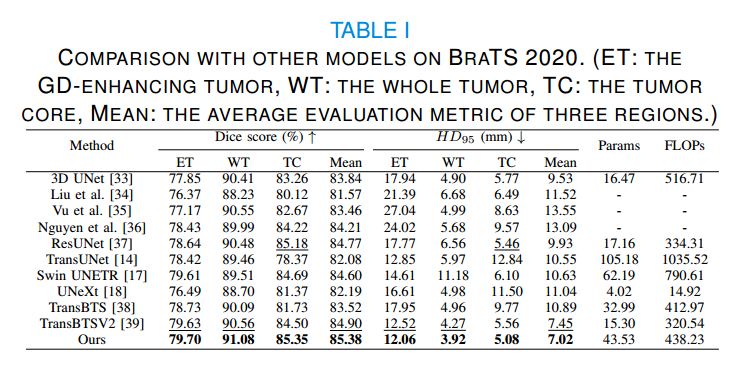 TABLE I
COMPARISON WITH OTHER MODELS ON BRATS 2020. (ET: THE
GD-ENHANCING TUMOR, WT: THE WHOLE TUMOR, TC: THE TUMOR
CORE, MEAN: THE AVERAGE EVALUATION METRIC OF THREE REGIONS.)
Method Dice score (%) ↑ HD95 (mm) ↓ Params FLOPs
ET WT TC Mean ET WT TC Mean
3D UNet [33] 77.85 90.41 83.26 83.84 17.94 4.90 5.77 9.53 16.47 516.71
Liu et al. [34] 76.37 88.23 80.12 81.57 21.39 6.68 6.49 11.52 - -
Vu et al. [35] 77.17 90.55 82.67 83.46 27.04 4.99 8.63 13.55 - -
Nguyen et al. [36] 78.43 89.99 84.22 84.21 24.02 5.68 9.57 13.09 - -
ResUNet [37] 78.64 90.48 85.18 84.77 17.77 6.56 5.46 9.93 17.16 334.31
TransUNet [14] 78.42 89.46 78.37 82.08 12.85 5.97 12.84 10.55 105.18 1035.52
Swin UNETR [17] 79.61 89.51 84.69 84.60 14.61 11.18 6.10 10.63 62.19 790.61
UNeXt [18] 76.49 88.70 81.37 82.19 16.61 4.98 11.50 11.04 4.02 14.92
TransBTS [38] 78.73 90.09 81.73 83.52 17.95 4.96 9.77 10.89 32.99 412.97
TransBTSV2 [39] 79.63 90.56 84.50 84.90 12.52 4.27 5.56 7.45 15.30 320.54
Ours 79.70 91.08 85.35 85.38 12.06 3.92 5.08 7.02 43.53 438.23